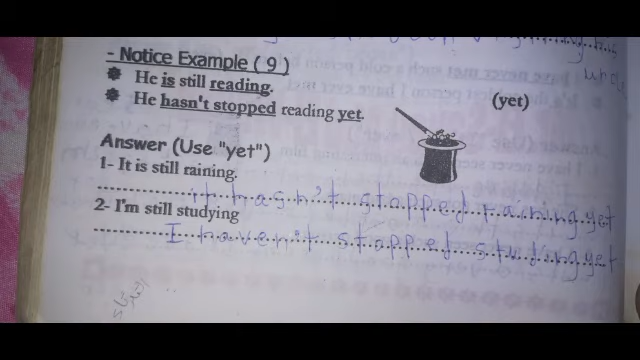 - Notice Example ( 9 )
He is still reading.
He hasn't stopped reading yet. (yet)
Answer (Use "yet")
1- It is still raining.
it hasn't stopped raining yet
2- I'm still studying
I haven't stopped studing yet